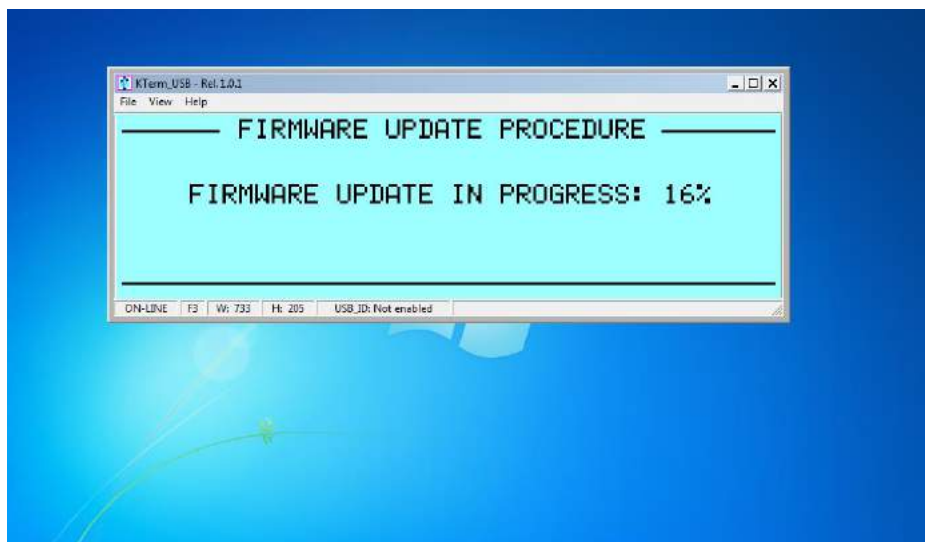 KTerm_USB - Rel. 1.0.1
File View Help
FIRMWARE UPDATE PROCEDURE
FIRMWARE UPDATE IN PROGRESS: 16%
ON-LINE F3 W: 733 H: 205 USB_ID: Not enabled